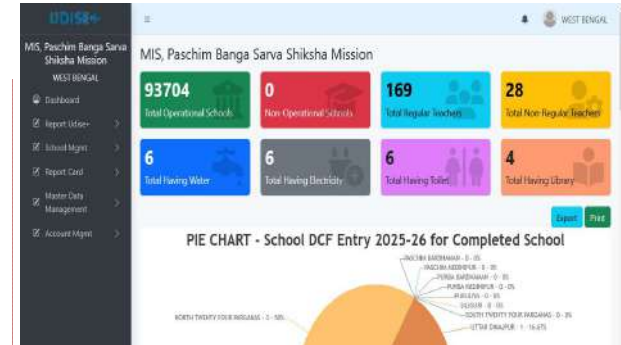 UDISE+
WEST BENGAL
MIS, Paschim Banga Sarva
Shiksha Mission
WEST BENGAL
Dashboard
Report Udise+
School Mgmt
Report Card
Master Data
Management
Account Mgmt
MIS, Paschim Banga Sarva Shiksha Mission
93704
Total Operational Schools
0
Non-Operational Schools
169
Total Regular Teachers
28
Total Non-Regular Teachers
6
Total Having Water
6
Total Having Electricity
6
Total Having Toilet
4
Total Having Library
Export
Print
PIE CHART - School DCF Entry 2025-26 for Completed School
PASCHIM BARDHAMAN - 0 - 0%
PASCHIM MEDINIPUR - 0 - 0%
PURBA BARDHAMAN - 0 - 0%
PURBA MEDINIPUR - 0 - 0%
PURULIYA - 0 - 0%
SILIGURI - 0 - 0%
SOUTH TWENTY FOUR PARGANAS - 0 - 0%
NORTH TWENTY FOUR PARGANAS - 3 - 50%
UTTAR DINAJPUR - 1 - 16.67%